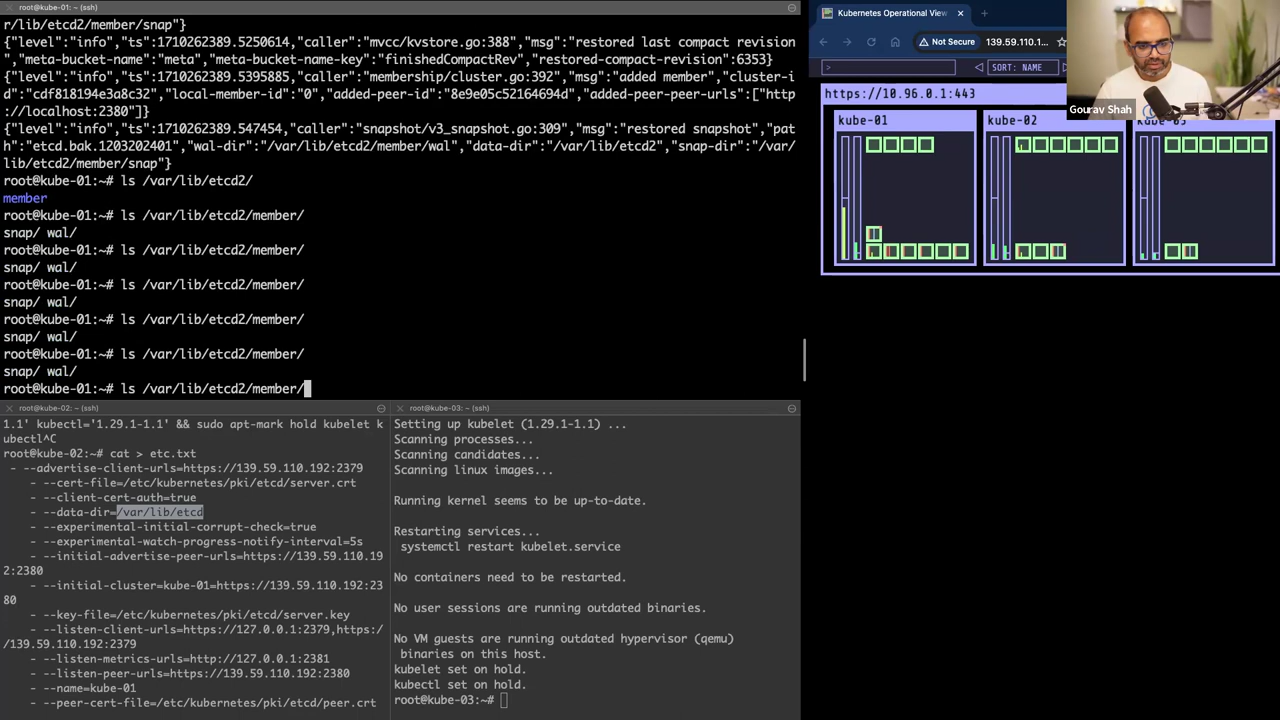 root@kube-01: ~ (ssh)
r/lib/etcd2/member/snap"}
{"level":"info","ts":1710262389.5250614,"caller":"mvcc/kvstore.go:388","msg":"restored last compact revision
","meta-bucket-name":"meta","meta-bucket-name-key":"finishedCompactRev","restored-compact-revision":6353}
{"level":"info","ts":1710262389.5395885,"caller":"membership/cluster.go:392","msg":"added member","cluster-i
d":"cdf818194e3a8c32","local-member-id":"0","added-peer-id":"8e9e05c52164694d","added-peer-peer-urls":["http
://localhost:2380"]}
{"level":"info","ts":1710262389.547454,"caller":"snapshot/v3_snapshot.go:309","msg":"restored snapshot","pat
h":"etcd.bak.1203202401","wal-dir":"/var/lib/etcd2/member/wal","data-dir":"/var/lib/etcd2","snap-dir":"/var/
lib/etcd2/member/snap"}
root@kube-01:~# ls /var/lib/etcd2/
member
root@kube-01:~# ls /var/lib/etcd2/member/
snap/ wal/
root@kube-01:~# ls /var/lib/etcd2/member/
snap/ wal/
root@kube-01:~# ls /var/lib/etcd2/member/
snap/ wal/
root@kube-01:~# ls /var/lib/etcd2/member/
snap/ wal/
root@kube-01:~# ls /var/lib/etcd2/member/
snap/ wal/
root@kube-01:~# ls /var/lib/etcd2/member/
root@kube-02: ~ (ssh)
1.1' kubectl='1.29.1-1.1' && sudo apt-mark hold kubelet k
ubectl^C
root@kube-02:~# cat > etc.txt
- --advertise-client-urls=https://139.59.110.192:2379
- --cert-file=/etc/kubernetes/pki/etcd/server.crt
- --client-cert-auth=true
- --data-dir=/var/lib/etcd
- --experimental-initial-corrupt-check=true
- --experimental-watch-progress-notify-interval=5s
- --initial-advertise-peer-urls=https://139.59.110.19
2:2380
- --initial-cluster=kube-01=https://139.59.110.192:23
80
- --key-file=/etc/kubernetes/pki/etcd/server.key
- --listen-client-urls=https://127.0.0.1:2379,https:/
/139.59.110.192:2379
- --listen-metrics-urls=http://127.0.0.1:2381
- --listen-peer-urls=https://139.59.110.192:2380
- --name=kube-01
- --peer-cert-file=/etc/kubernetes/pki/etcd/peer.crt
root@kube-03: ~ (ssh)
Setting up kubelet (1.29.1-1.1) ...
Scanning processes...
Scanning candidates...
Scanning linux images...
Running kernel seems to be up-to-date.
Restarting services...
systemctl restart kubelet.service
No containers need to be restarted.
No user sessions are running outdated binaries.
No VM guests are running outdated hypervisor (qemu)
binaries on this host.
kubelet set on hold.
kubectl set on hold.
root@kube-03:~#
Kubernetes Operational View
Not Secure
139.59.110.1...
>
SORT: NAME
https://10.96.0.1:443
Gourav Shah
kube-01
kube-02